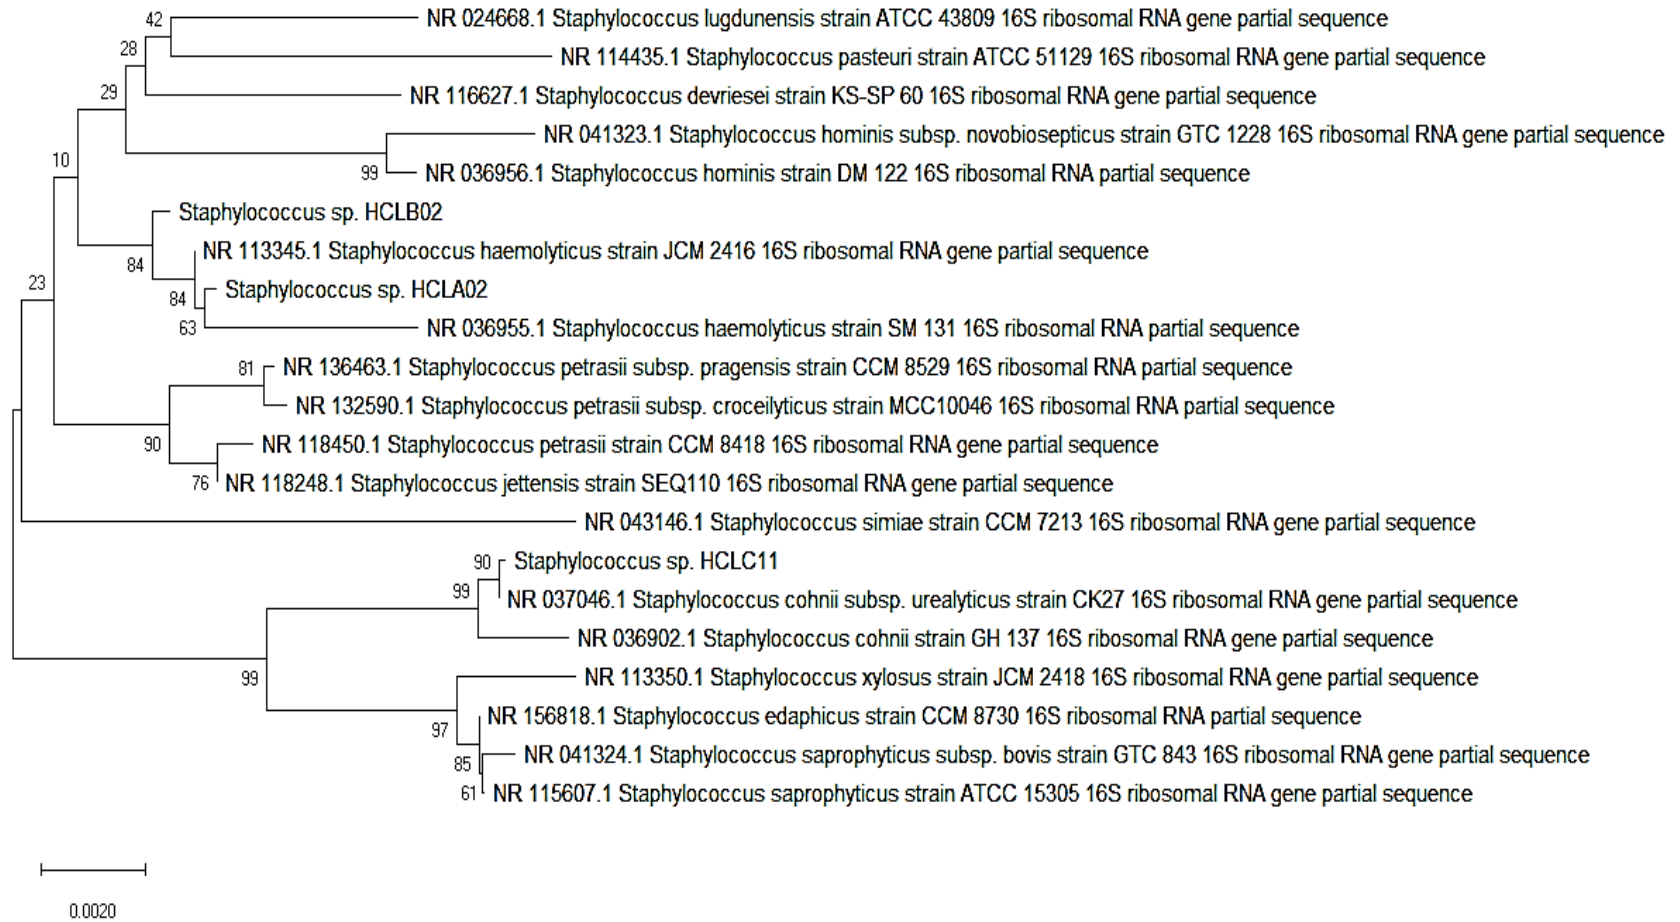 42 NR 024668.1 Staphylococcus lugdunensis strain ATCC 43809 16S ribosomal RNA gene partial sequence
28
NR 114435.1 Staphylococcus pasteuri strain ATCC 51129 16S ribosomal RNA gene partial sequence
29 NR 116627.1 Staphylococcus devriesei strain KS-SP 60 16S ribosomal RNA gene partial sequence
NR 041323.1 Staphylococcus hominis subsp. novobiosepticus strain GTC 1228 16S ribosomal RNA gene partial sequence
10
99 NR 036956.1 Staphylococcus hominis strain DM 122 16S ribosomal RNA partial sequence
Staphylococcus sp. HCLB02
NR 113345.1 Staphylococcus haemolyticus strain JCM 2416 16S ribosomal RNA gene partial sequence
84
23 Staphylococcus sp. HCLA02
84
63 NR 036955.1 Staphylococcus haemolyticus strain SM 131 16S ribosomal RNA partial sequence
81 NR 136463.1 Staphylococcus petrasii subsp. pragensis strain CCM 8529 16S ribosomal RNA partial sequence
NR 132590.1 Staphylococcus petrasii subsp. croceilyticus strain MCC10046 16S ribosomal RNA partial sequence
90 NR 118450.1 Staphylococcus petrasii strain CCM 8418 16S ribosomal RNA gene partial sequence
76 NR 118248.1 Staphylococcus jettensis strain SEQ110 16S ribosomal RNA gene partial sequence
NR 043146.1 Staphylococcus simiae strain CCM 7213 16S ribosomal RNA gene partial sequence
90 Staphylococcus sp. HCLC11
99 NR 037046.1 Staphylococcus cohnii subsp. urealyticus strain CK27 16S ribosomal RNA gene partial sequence
NR 036902.1 Staphylococcus cohnii strain GH 137 16S ribosomal RNA gene partial sequence
99 NR 113350.1 Staphylococcus xylosus strain JCM 2418 16S ribosomal RNA gene partial sequence
97 NR 156818.1 Staphylococcus edaphicus strain CCM 8730 16S ribosomal RNA partial sequence
85 NR 041324.1 Staphylococcus saprophyticus subsp. bovis strain GTC 843 16S ribosomal RNA gene partial sequence
61 NR 115607.1 Staphylococcus saprophyticus strain ATCC 15305 16S ribosomal RNA gene partial sequence
0.0020